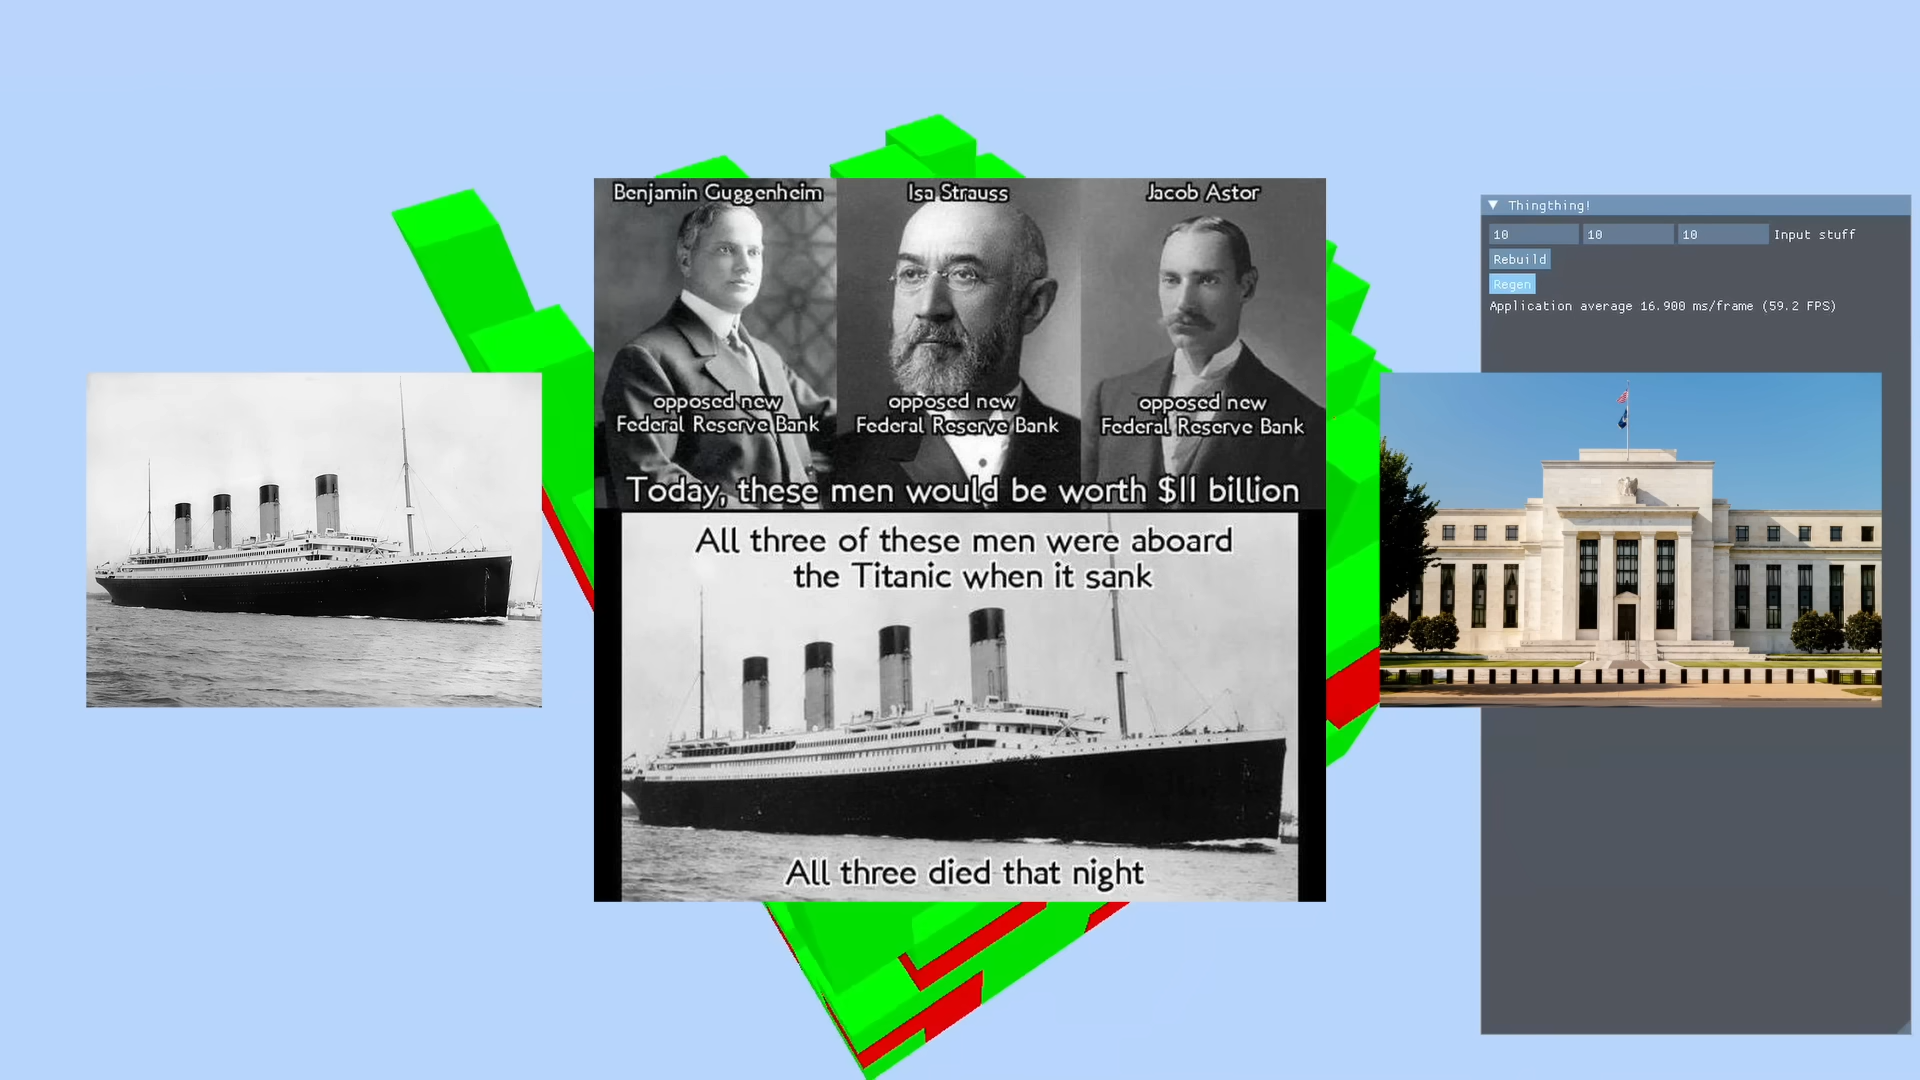 Benjamin Guggenheim
Isa Strauss
Jacob Astor
opposed new
Federal Reserve Bank
opposed new
Federal Reserve Bank
opposed new
Federal Reserve Bank
Today, these men would be worth $11 billion
All three of these men were aboard
the Titanic when it sank
All three died that night
Thingthing!
10 10 10 Input stuff
Rebuild
Regen
Application average 16.900 ms/frame (59.2 FPS)